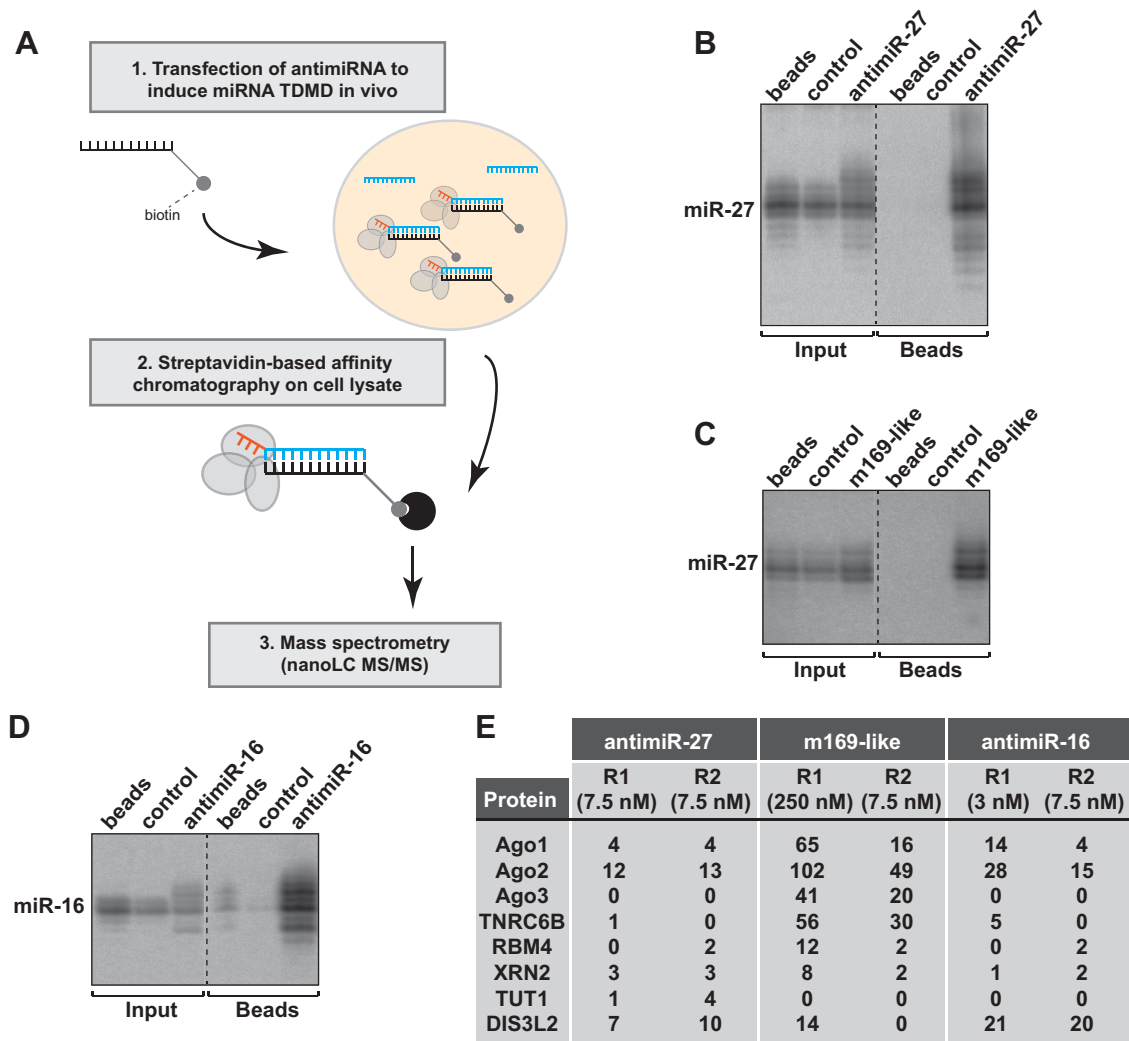 A
1. Transfection of antimiRNA to
induce miRNA TDMD in vivo
biotin
2. Streptavidin-based affinity
chromatography on cell lysate
3. Mass spectrometry
(nanoLC MS/MS)
B
beads control antimiR-27 beads control antimiR-27
miR-27
Input Beads
C
beads control m169-like beads control m169-like
miR-27
Input Beads
D
beads control antimiR-16 beads control antimiR-16
miR-16
Input Beads
E
antimiR-27 m169-like antimiR-16
Protein R1 R2 R1 R2 R1 R2
(7.5 nM) (7.5 nM) (250 nM) (7.5 nM) (3 nM) (7.5 nM)
Ago1 4 4 65 16 14 4
Ago2 12 13 102 49 28 15
Ago3 0 0 41 20 0 0
TNRC6B 1 0 56 30 5 0
RBM4 0 2 12 2 0 2
XRN2 3 3 8 2 1 2
TUT1 1 4 0 0 0 0
DIS3L2 7 10 14 0 21 20